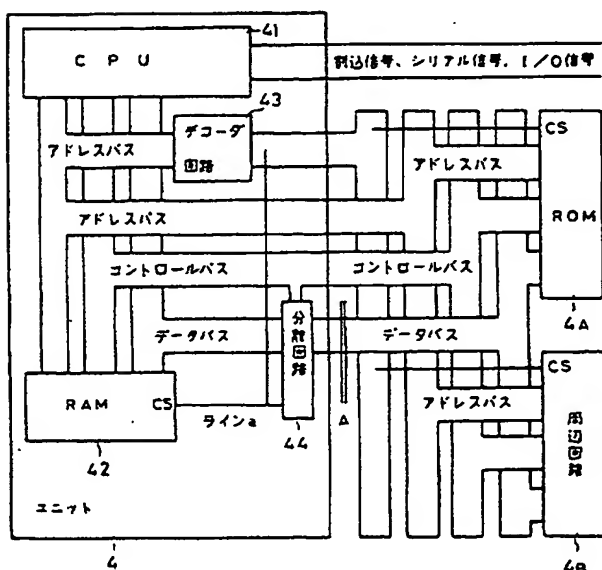 41
CPU
割込信号、シリアル信号、I/O信号
43
デコーダ
回路
CS
アドレスバス
アドレスバス
アドレスバス
ROM
コントロールバス
コントロールバス
4A
データバス
分離回路
データバス
CS
RAM
CS
ラインa
44
A
アドレスバス
周辺回路
42
ユニット
4
4B